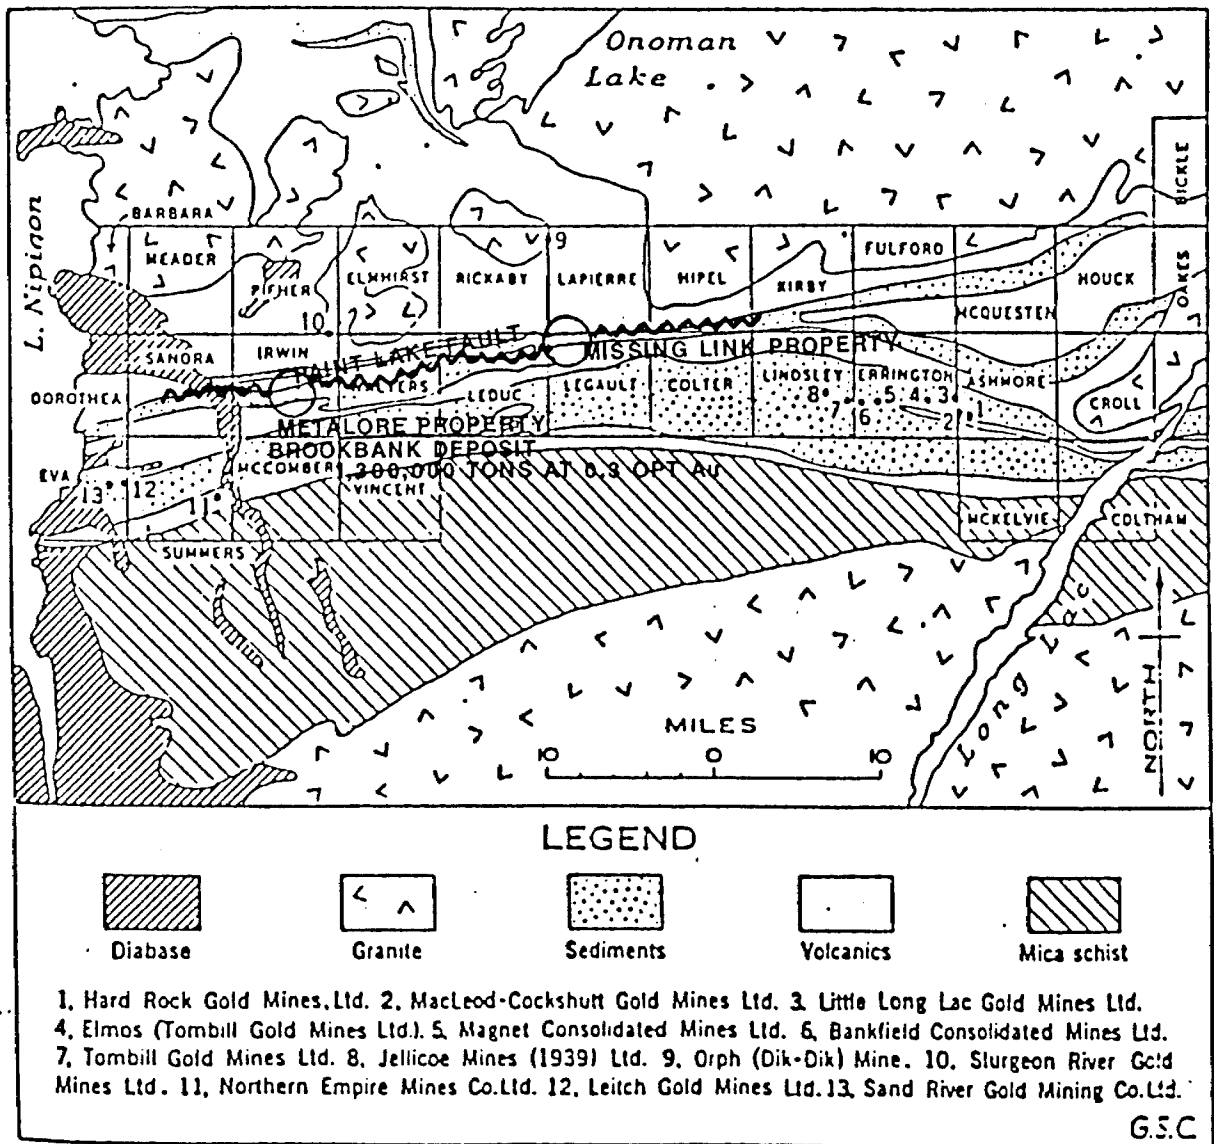 Onoman
Lake
L. Nipigon
BICKLE
BARBARA
9
FULFORD
MEADER
PIFHER
ELMHIRST
RICKABY
LAPIERRE
HIPEL
KIRBY
HOUCK
OAKES
MCQUESTEN
10
SANDRA
IRWIN
PAINT LAKE FAULT
MISSING LINK PROPERTY
DOROTHEA
LEDUC
LEGAULT
COLTER
LINDSLEY
ERRINGTON
ASHMORE
CROLL
8
7
6
5
4
3
2
1
METALORE PROPERTY
BROOKBANK DEPOSIT
EVA
MCCOMBER
1,300,000 TONS AT 0.3 OPT Au
13
12
11
VINCENT
MCKELVIE
COLTHAM
SUMMERS
Long Lac
MILES
10 0 10
NORTH
LEGEND
Diabase
Granite
Sediments
Volcanics
Mica schist
1, Hard Rock Gold Mines, Ltd. 2, MacLeod-Cockshutt Gold Mines Ltd. 3, Little Long Lac Gold Mines Ltd.
4, Elmos (Tombill Gold Mines Ltd.). 5, Magnet Consolidated Mines Ltd. 6, Bankfield Consolidated Mines Ltd.
7, Tombill Gold Mines Ltd. 8, Jellicoe Mines (1939) Ltd. 9, Orph (Dik-Dik) Mine. 10, Sturgeon River Gold
Mines Ltd. 11, Northern Empire Mines Co.Ltd. 12, Leitch Gold Mines Ltd. 13, Sand River Gold Mining Co.Ltd.
G.S.C